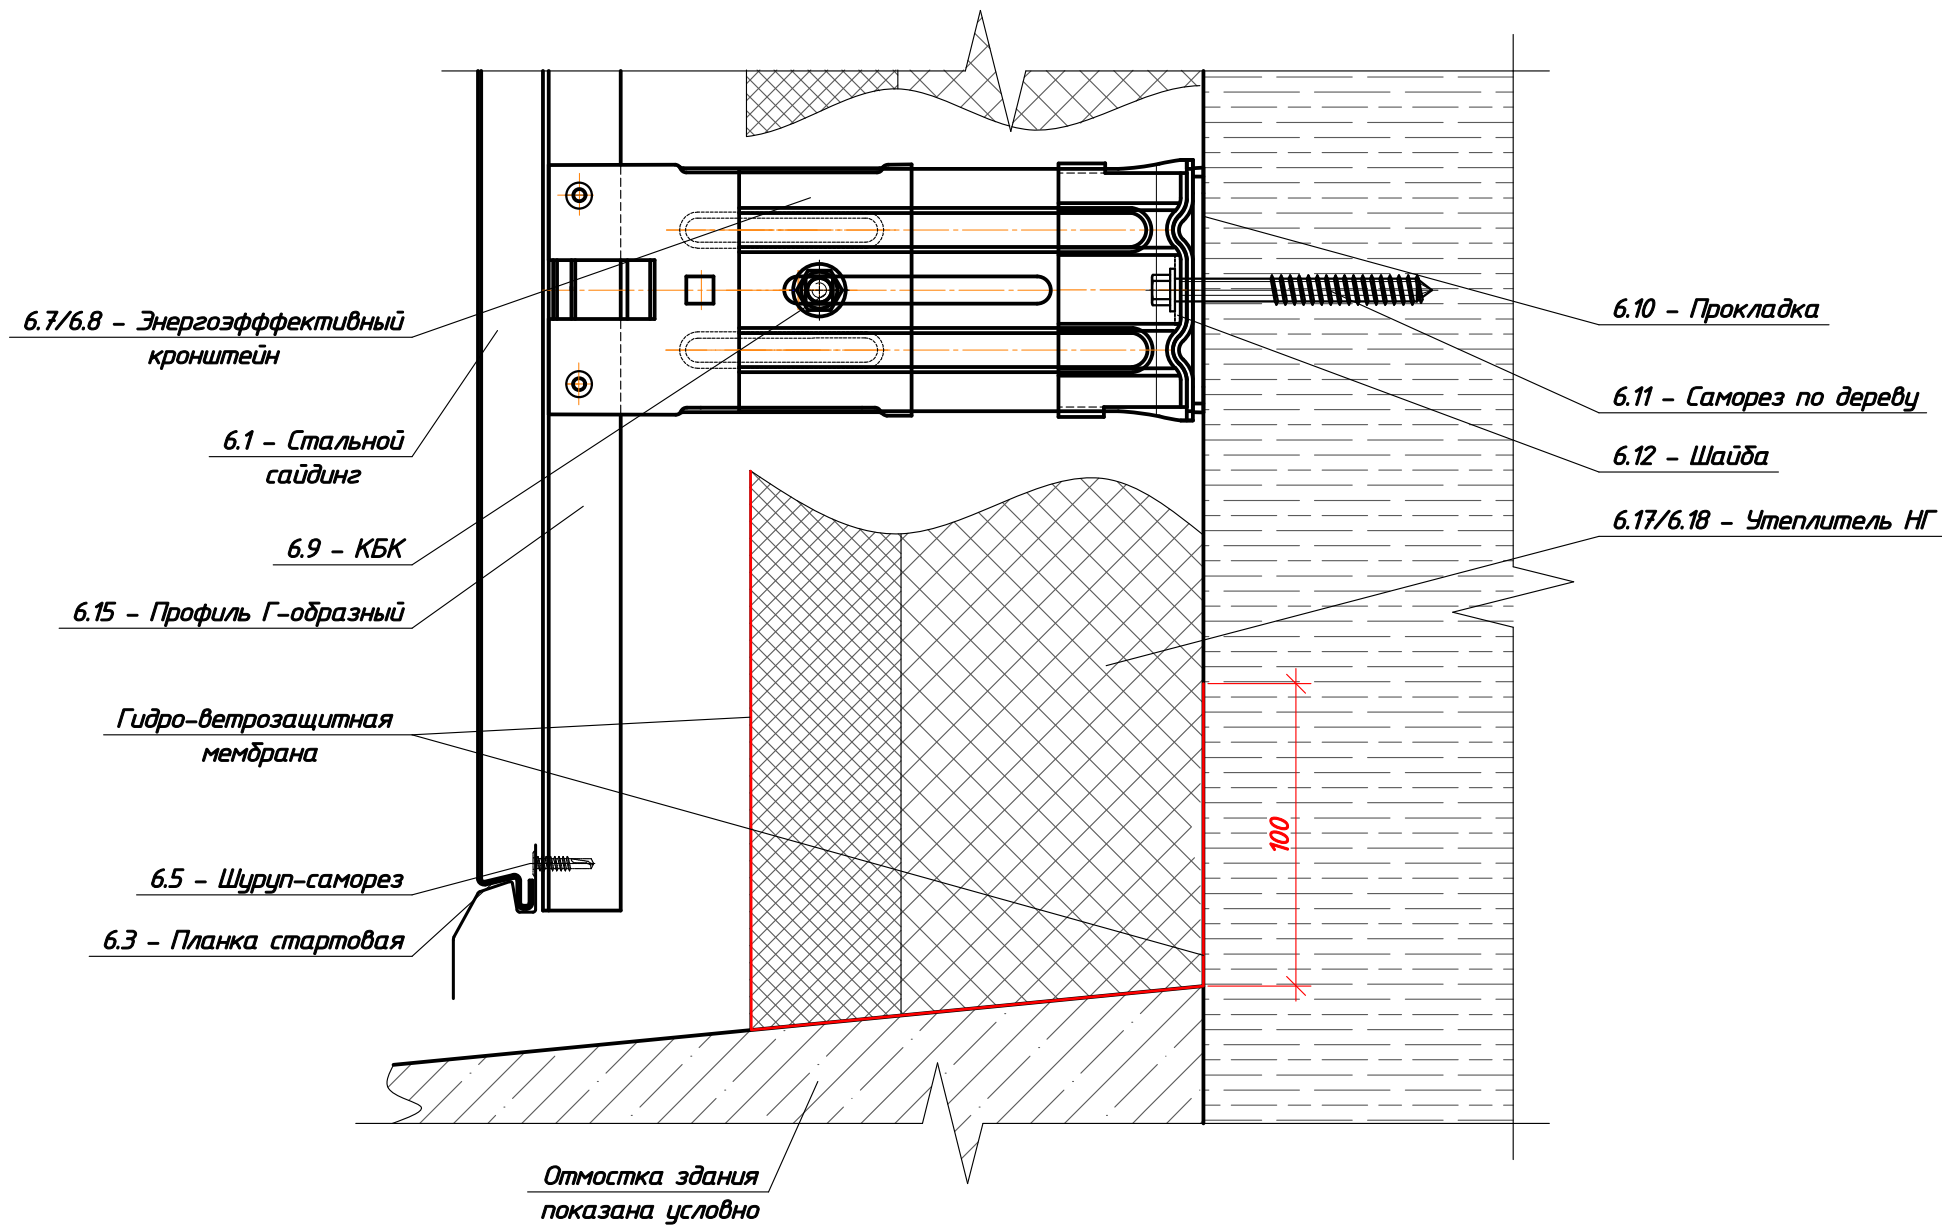 6.7/6.8 - Энергоэфффективный
кронштейн
6.1 - Стальной
сайдинг
6.9 - КБК
6.15 - Профиль Г-образный
Гидро-ветрозащитная
мембрана
6.5 - Шуруп-саморез
6.3 - Планка стартовая
Отмостка здания
показана условно
6.10 - Прокладка
6.11 - Саморез по дереву
6.12 - Шайба
6.17/6.18 - Утеплитель НГ
100